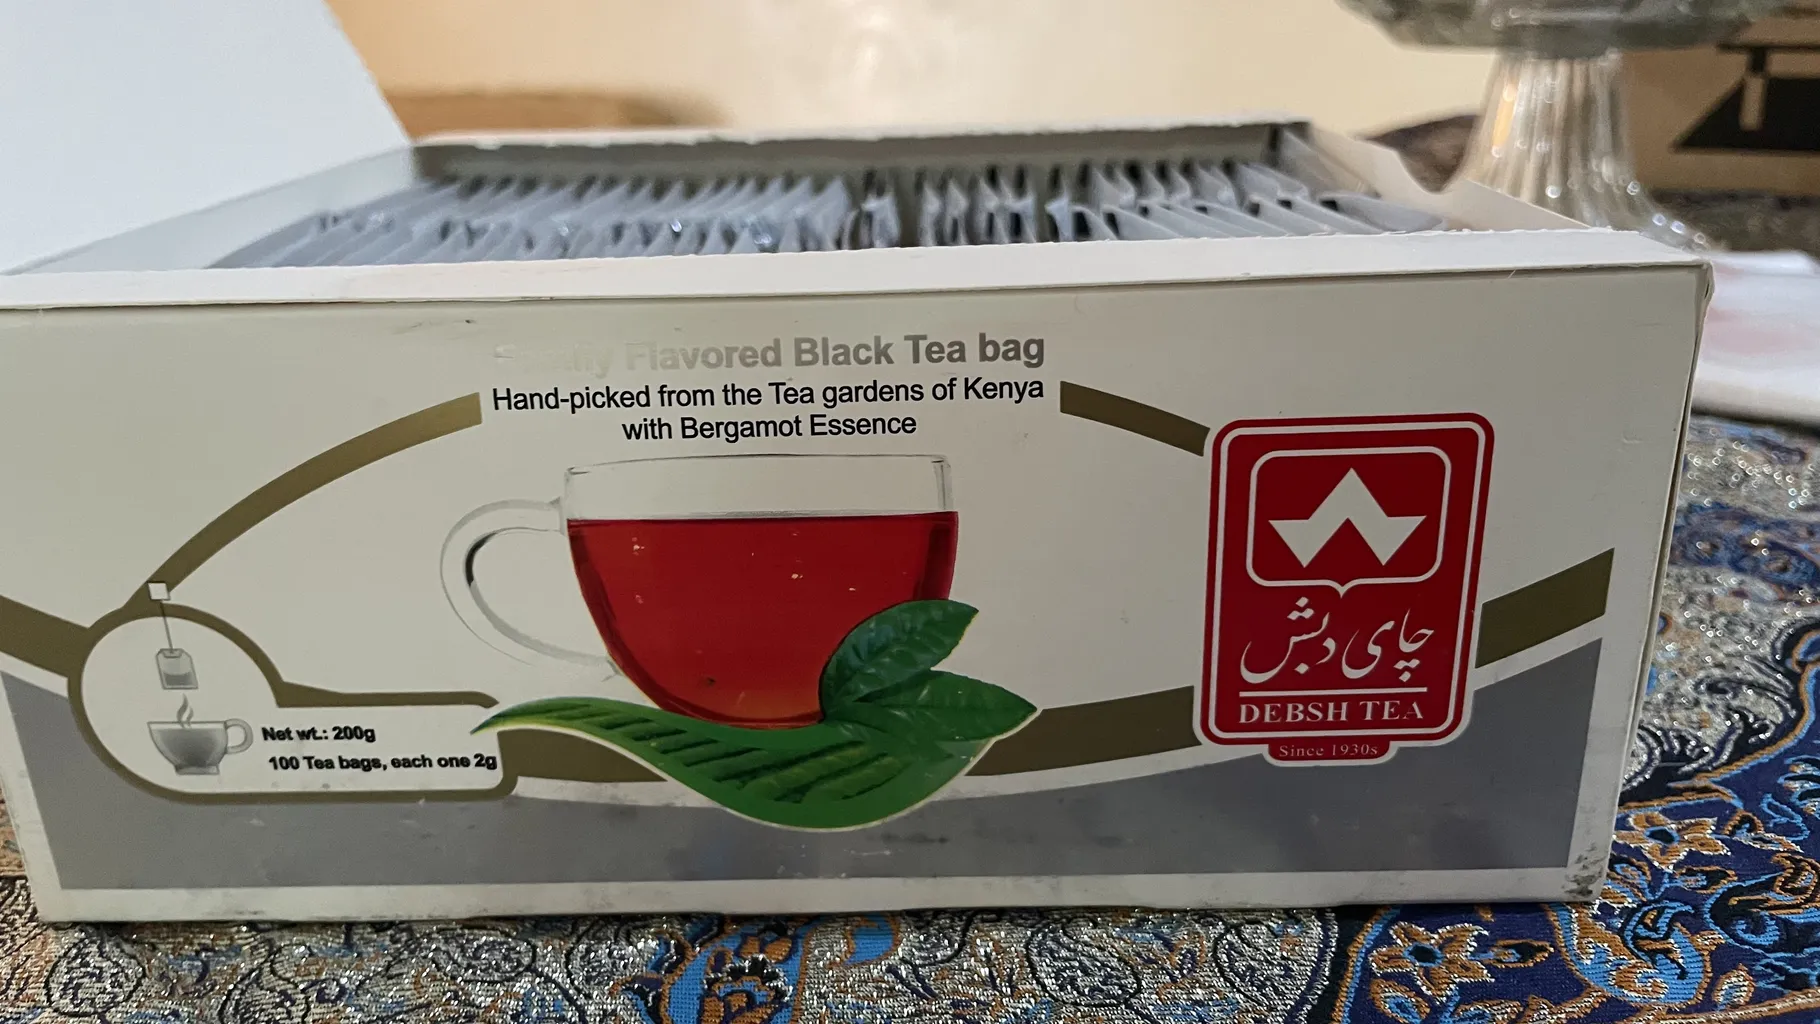 Flavored Black Tea bag
Hand-picked from the Tea gardens of Kenya
with Bergamot Essence
چای دبش
DEBSH TEA
Since 1930s
Net wt.: 200g
100 Tea bags, each one 2g